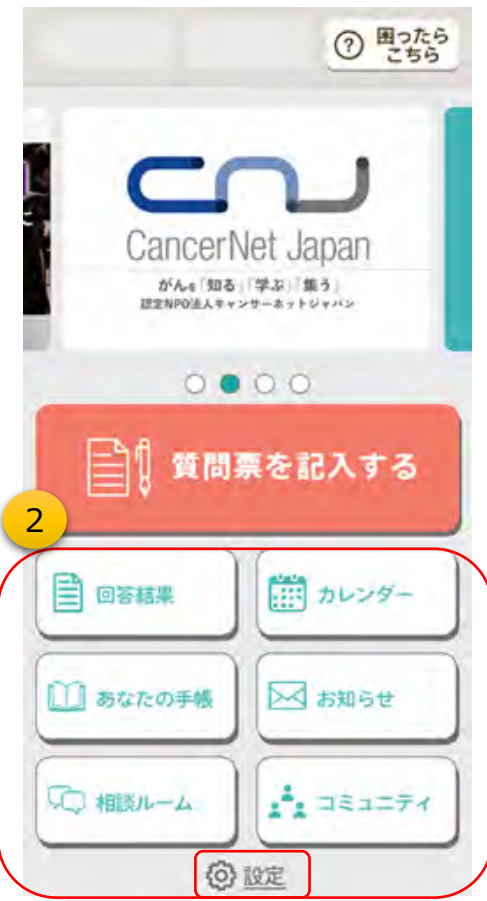 困ったら
こちら
CancerNet Japan
がんを「知る」「学ぶ」「集う」
認定NPO法人キャンサーネットジャパン
質問票を記入する
2
回答結果
カレンダー
あなたの手帳
お知らせ
相談ルーム
コミュニティ
設定